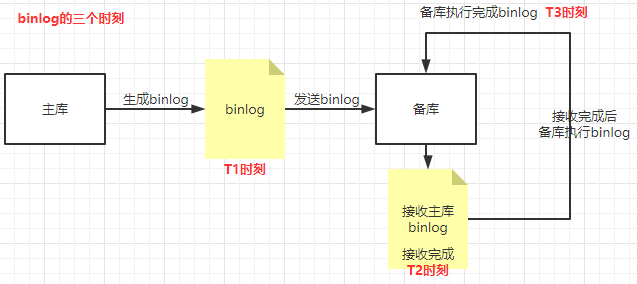 binlog的三个时刻
备库执行完成binlog T3时刻
主库
生成binlog
binlog
发送binlog
备库
T1时刻
接收完成后
备库执行binlog
接收主库
binlog
接收完成
T2时刻